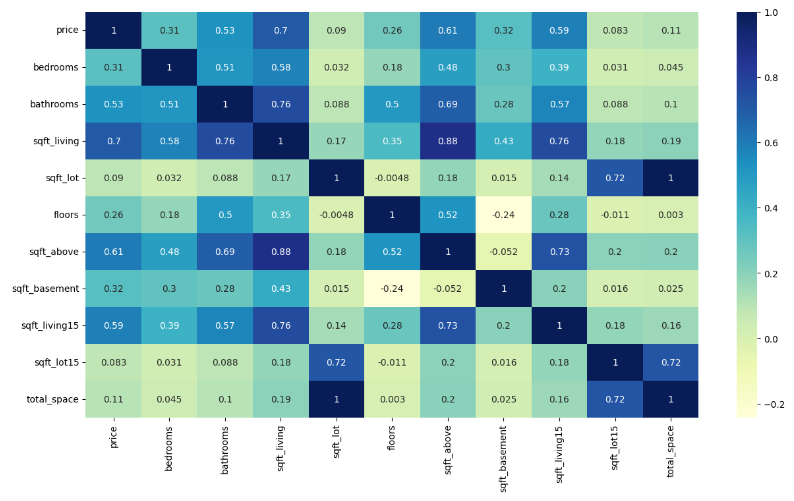 price 1 0.31 0.53 0.7 0.09 0.26 0.61 0.32 0.59 0.083 0.11
bedrooms 0.31 1 0.51 0.58 0.032 0.18 0.48 0.3 0.39 0.031 0.045
bathrooms 0.53 0.51 1 0.76 0.088 0.5 0.69 0.28 0.57 0.088 0.1
sqft_living 0.7 0.58 0.76 1 0.17 0.35 0.88 0.43 0.76 0.18 0.19
sqft_lot 0.09 0.032 0.088 0.17 1 -0.0048 0.18 0.015 0.14 0.72 1
floors 0.26 0.18 0.5 0.35 -0.0048 1 0.52 -0.24 0.28 -0.011 0.003
sqft_above 0.61 0.48 0.69 0.88 0.18 0.52 1 -0.052 0.73 0.2 0.2
sqft_basement 0.32 0.3 0.28 0.43 0.015 -0.24 -0.052 1 0.2 0.016 0.025
sqft_living15 0.59 0.39 0.57 0.76 0.14 0.28 0.73 0.2 1 0.18 0.16
sqft_lot15 0.083 0.031 0.088 0.18 0.72 -0.011 0.2 0.016 0.18 1 0.72
total_space 0.11 0.045 0.1 0.19 1 0.003 0.2 0.025 0.16 0.72 1
price bedrooms bathrooms sqft_living sqft_lot floors sqft_above sqft_basement sqft_living15 sqft_lot15 total_space
1.0
0.8
0.6
0.4
0.2
0.0
−0.2